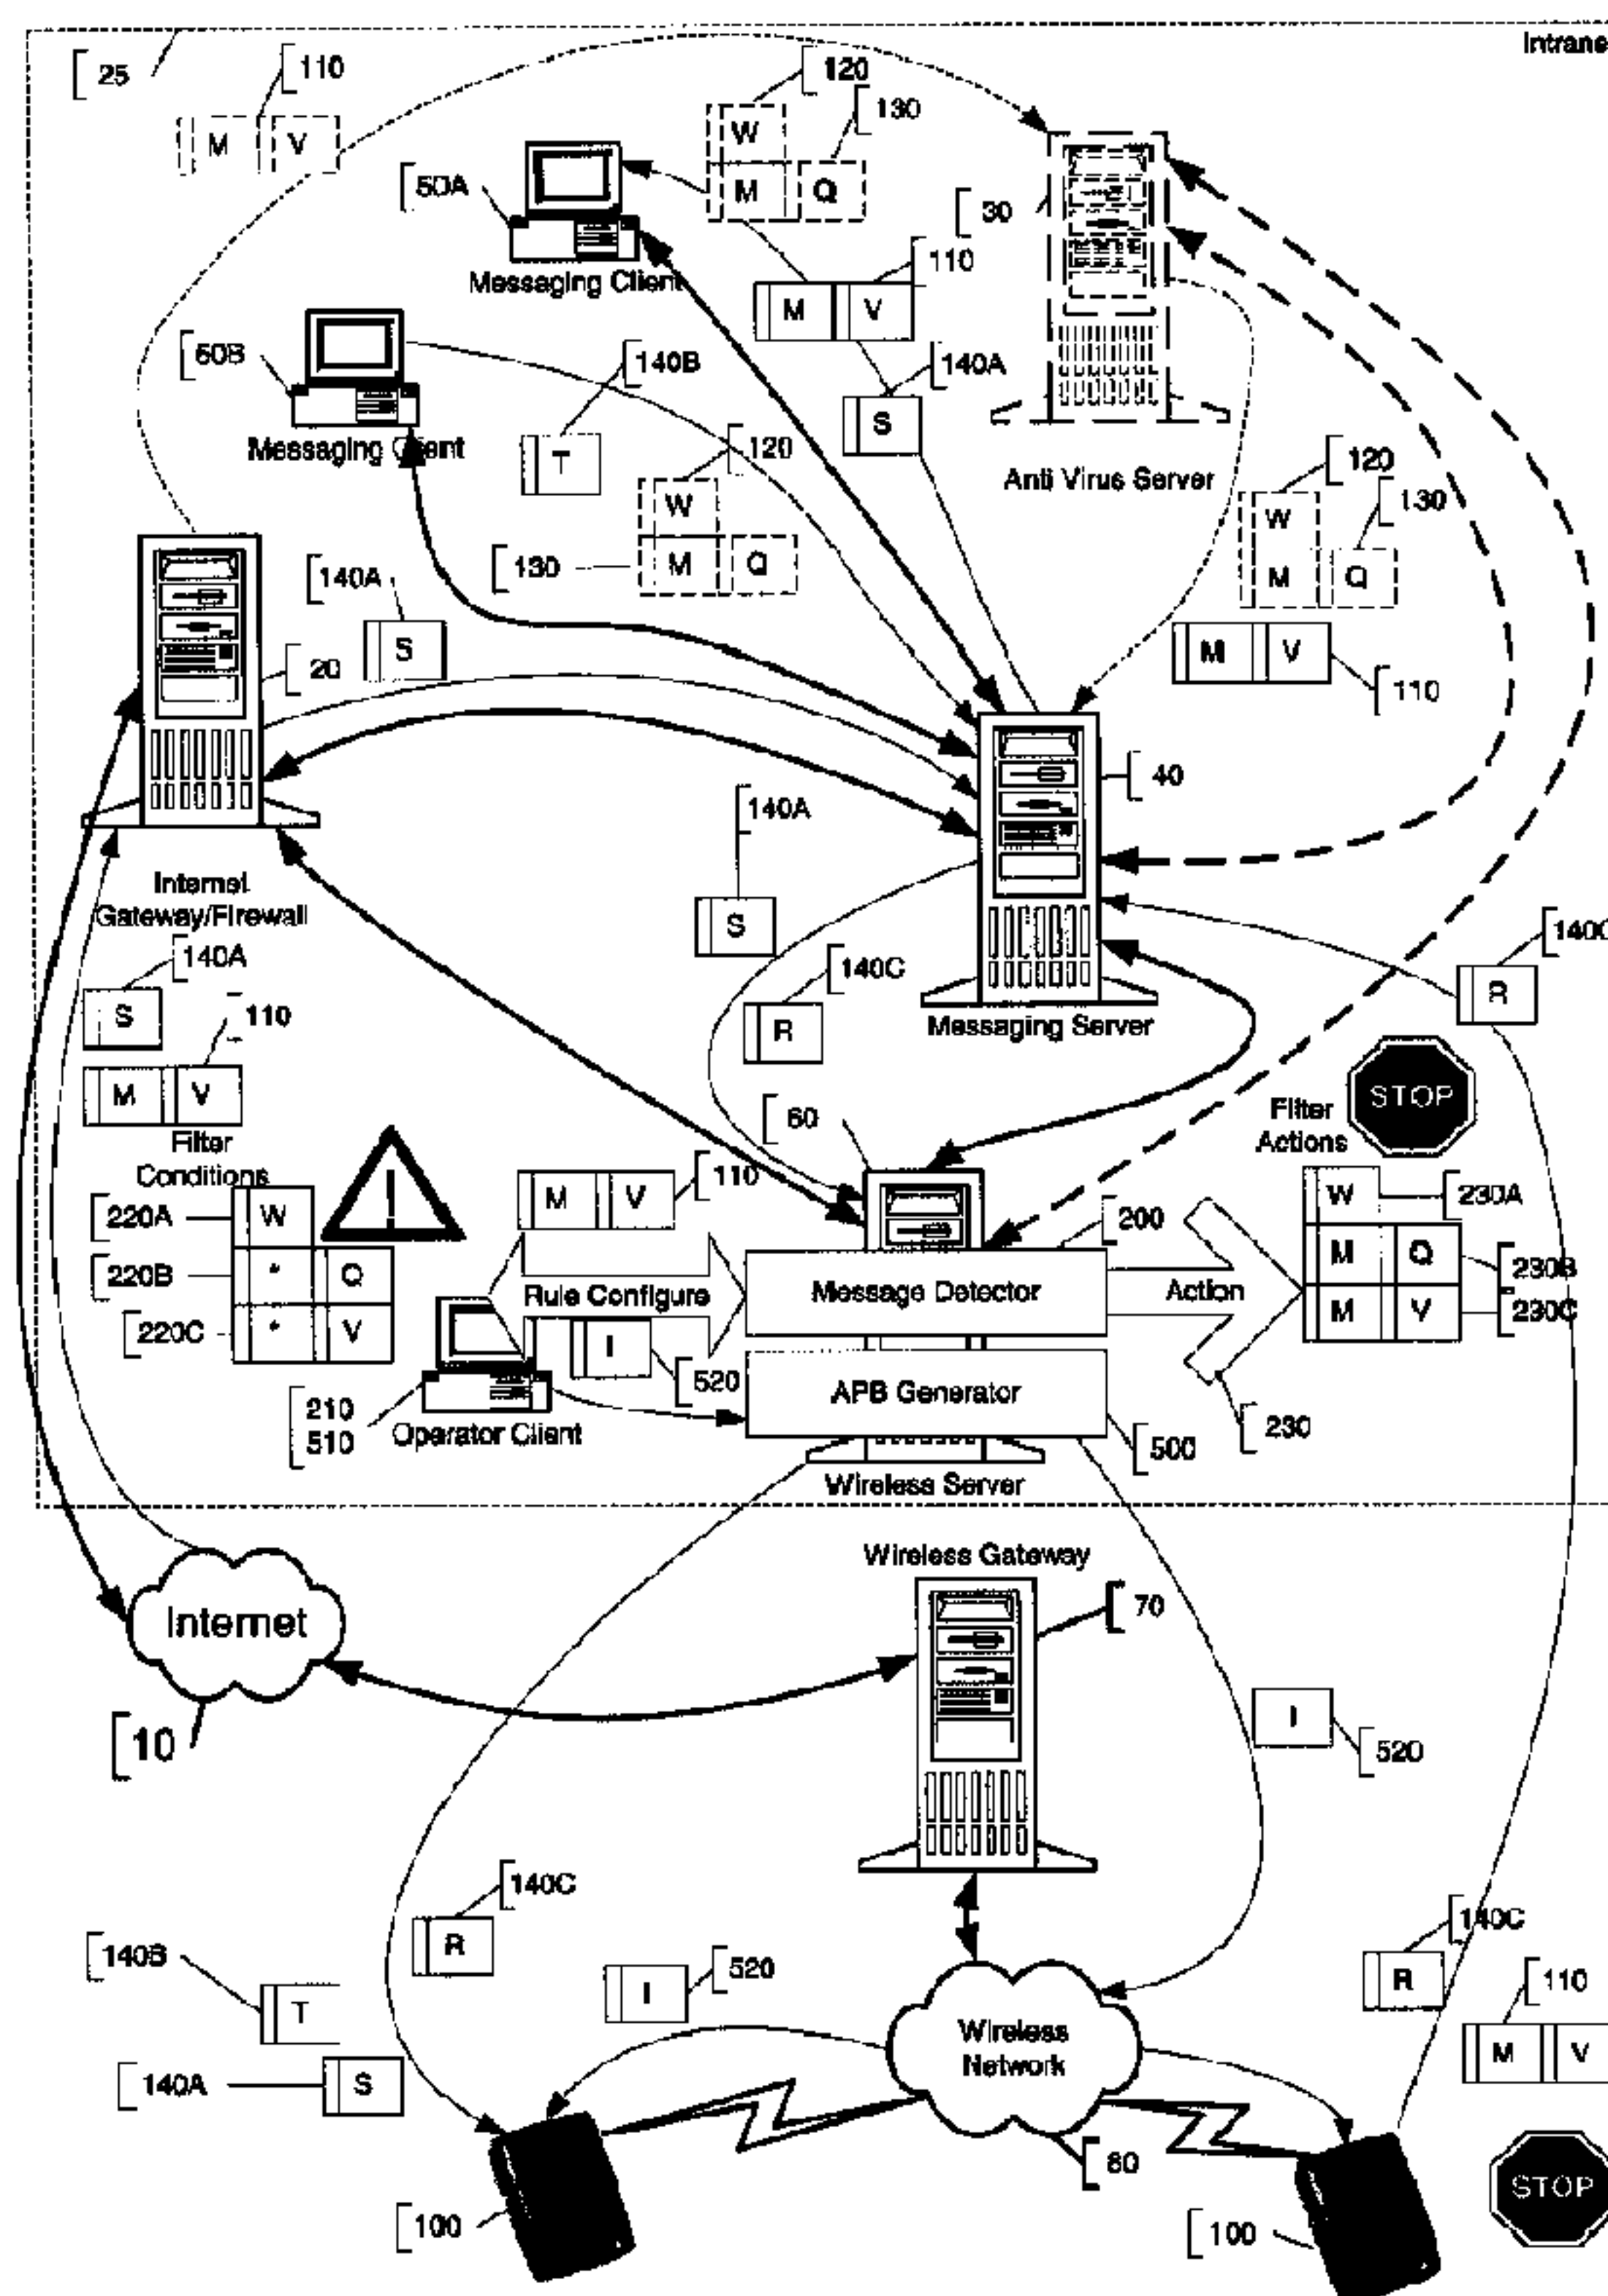 Intrane
25
110
M V
120
W
130
M Q
50A
Messaging Client
30
110
M V
60B
Messaging Client
140B
T
140A
S
Anti Virus Server
120
W
130
M Q
120
W
130
M Q
M V
110
140A
S
20
40
140A
S
Internet
Gateway/Firewall
140A
S
110
M V
140C
R
Messaging Server
140C
R
60
Filter
Actions
STOP
Filter
Conditions
220A
W
220B
* Q
220C
* V
M V
110
200
W
230A
M Q
230B
M V
230C
Rule Configure
Message Detector
Action
I
520
210
510
Operator Client
APB Generator
500
230
Wireless Server
Wireless Gateway
70
Internet
10
I
520
140C
R
140B
T
140A
S
I
520
Wireless
Network
80
140C
R
110
M V
100
100
STOP